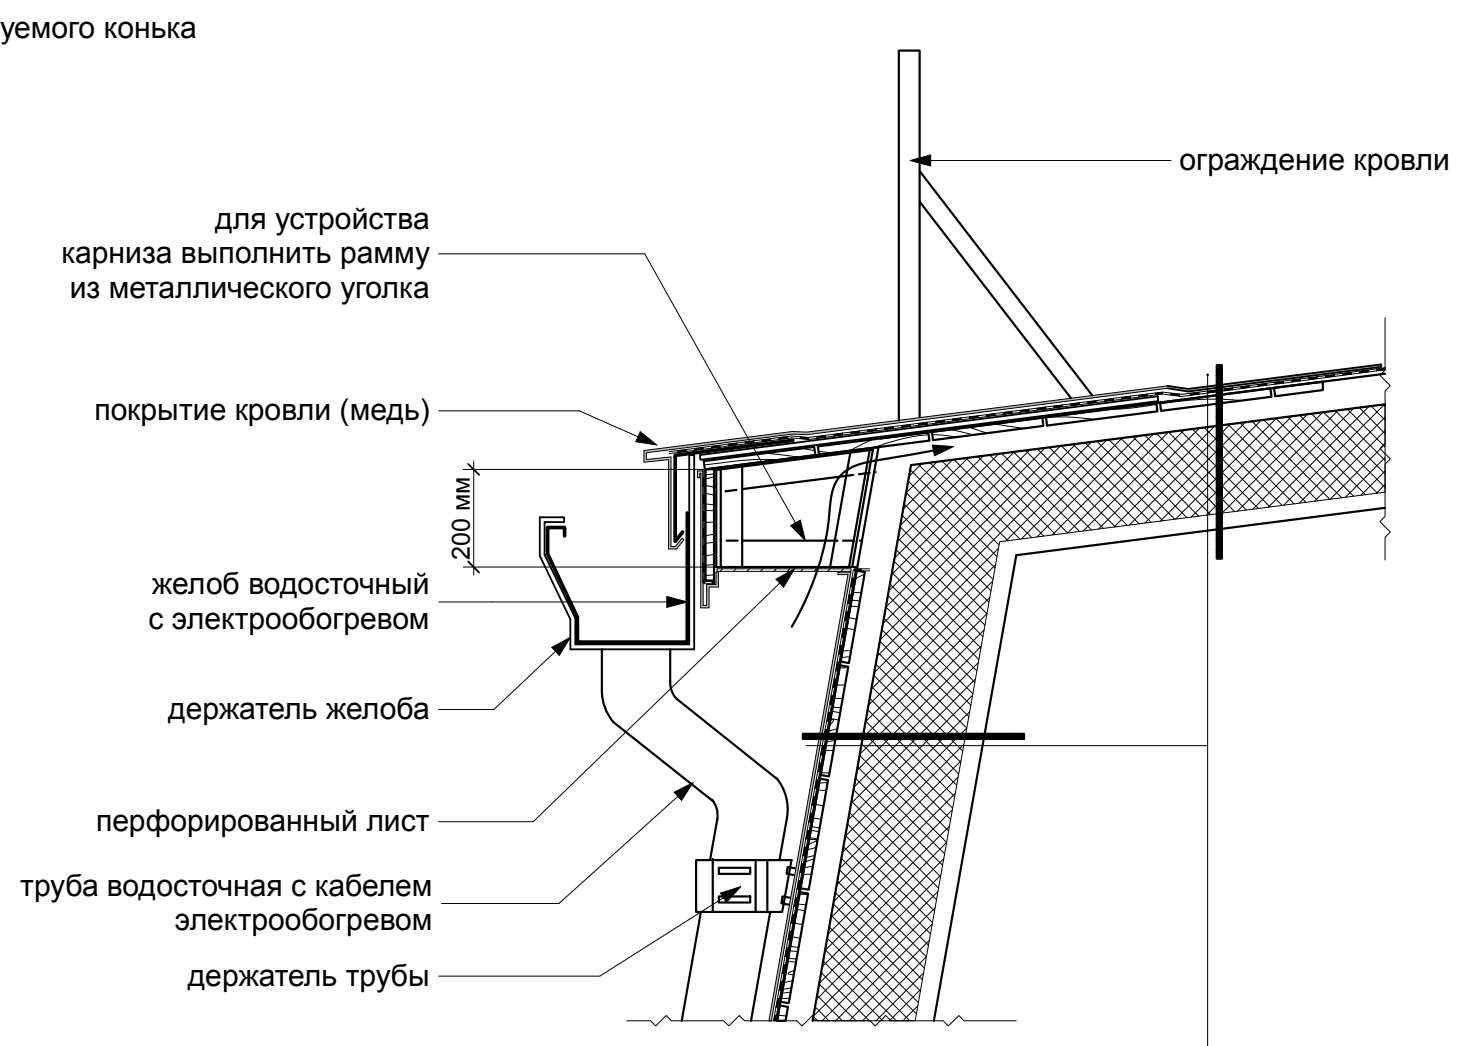 уемого конька
ограждение кровли
для устройства
карниза выполнить рамму
из металлического уголка
покрытие кровли (медь)
200 мм
желоб водосточный
с электрообогревом
держатель желоба
перфорированный лист
труба водосточная с кабелем
электрообогревом
держатель трубы